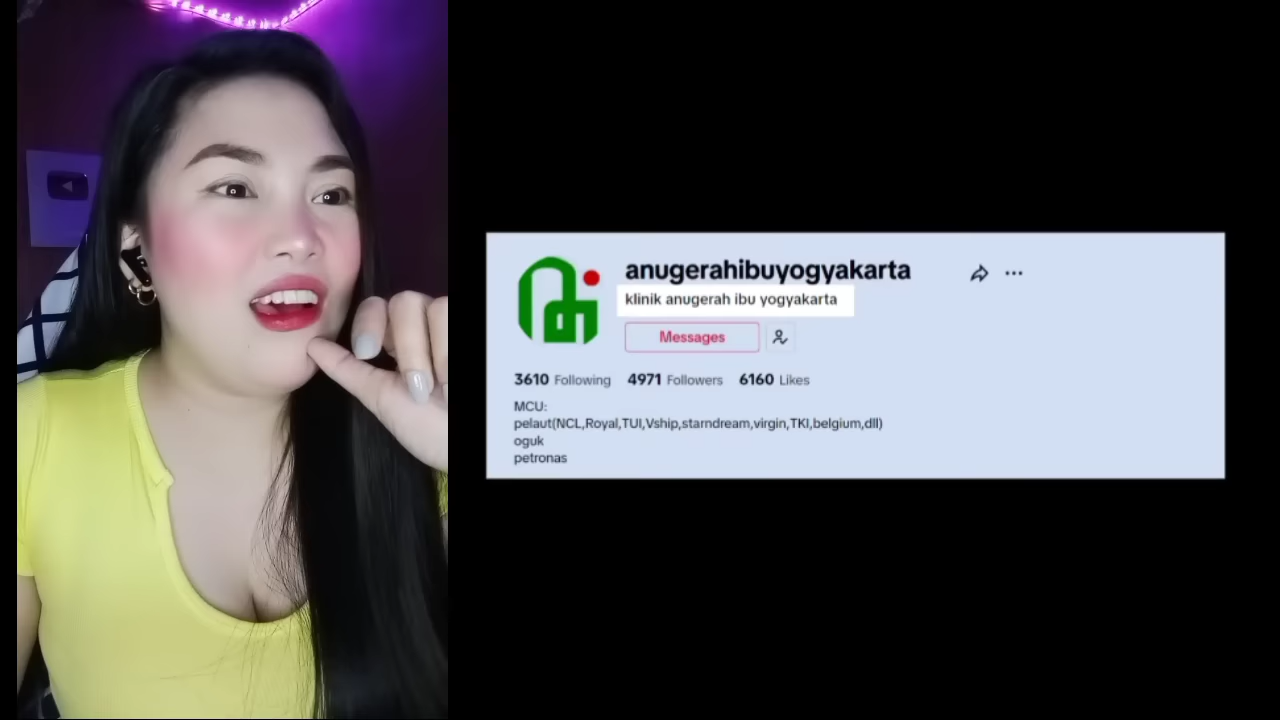 anugerahibuyogyakarta
klinik anugerah ibu yogyakarta
Messages
3610 Following 4971 Followers 6160 Likes
MCU:
pelaut(NCL,Royal,TUI,Vship,starndream,virgin,TKI,belgium,dll)
oguk
petronas